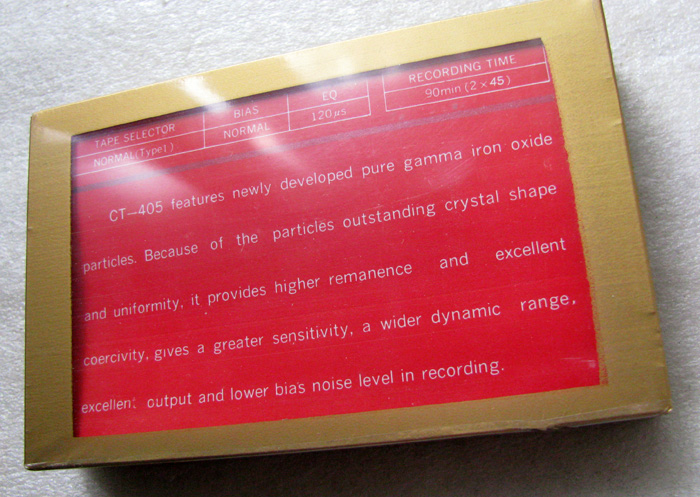 TAPE SELECTOR BIAS EQ RECORDING TIME
NORMAL(Type1) NORMAL 120μs 90min(2×45)
CT-405 features newly developed pure gamma iron oxide
particles. Because of the particles outstanding crystal shape
and uniformity, it provides higher remanence and excellent
coercivity, gives a greater sensitivity, a wider dynamic range,
excellent output and lower bias noise level in recording.